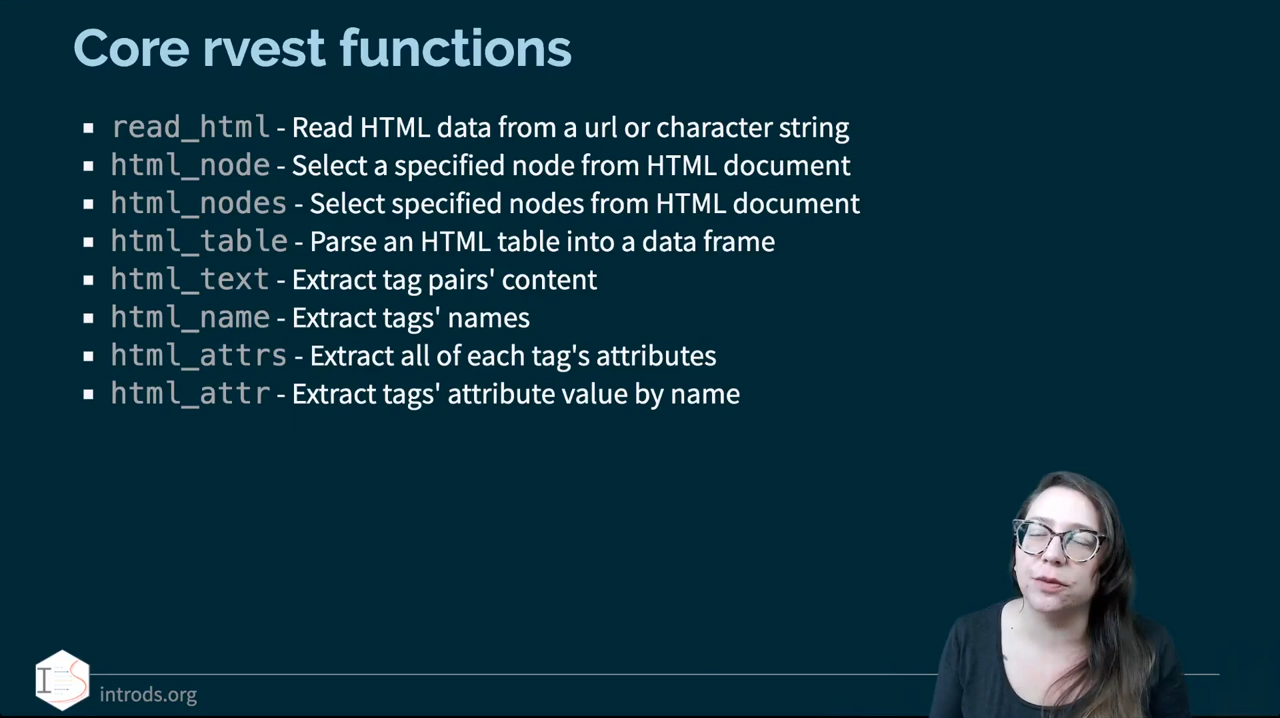 Core rvest functions
▪ read_html - Read HTML data from a url or character string
▪ html_node - Select a specified node from HTML document
▪ html_nodes - Select specified nodes from HTML document
▪ html_table - Parse an HTML table into a data frame
▪ html_text - Extract tag pairs' content
▪ html_name - Extract tags' names
▪ html_attrs - Extract all of each tag's attributes
▪ html_attr - Extract tags' attribute value by name
introds.org